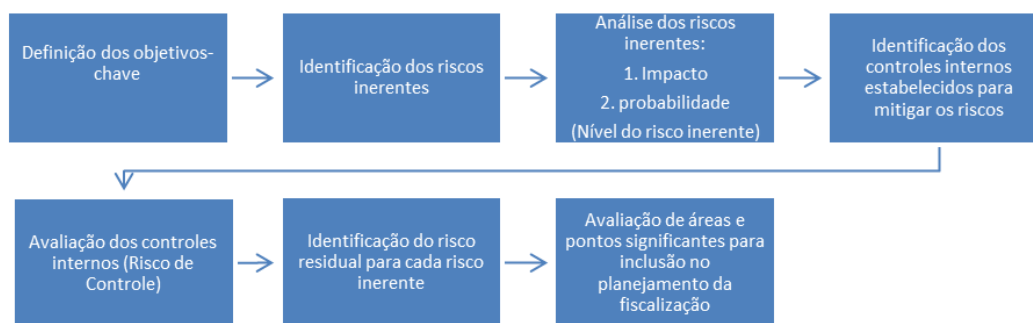 Definição dos objetivos-
chave
Identificação dos riscos
inerentes
Análise dos riscos
inerentes:
1. Impacto
2. probabilidade
(Nível do risco inerente)
Identificação dos
controles internos
estabelecidos para
mitigar os riscos
Avaliação dos controles
internos (Risco de
Controle)
Identificação do risco
residual para cada risco
inerente
Avaliação de áreas e
pontos significantes para
inclusão no
planejamento da
fiscalização